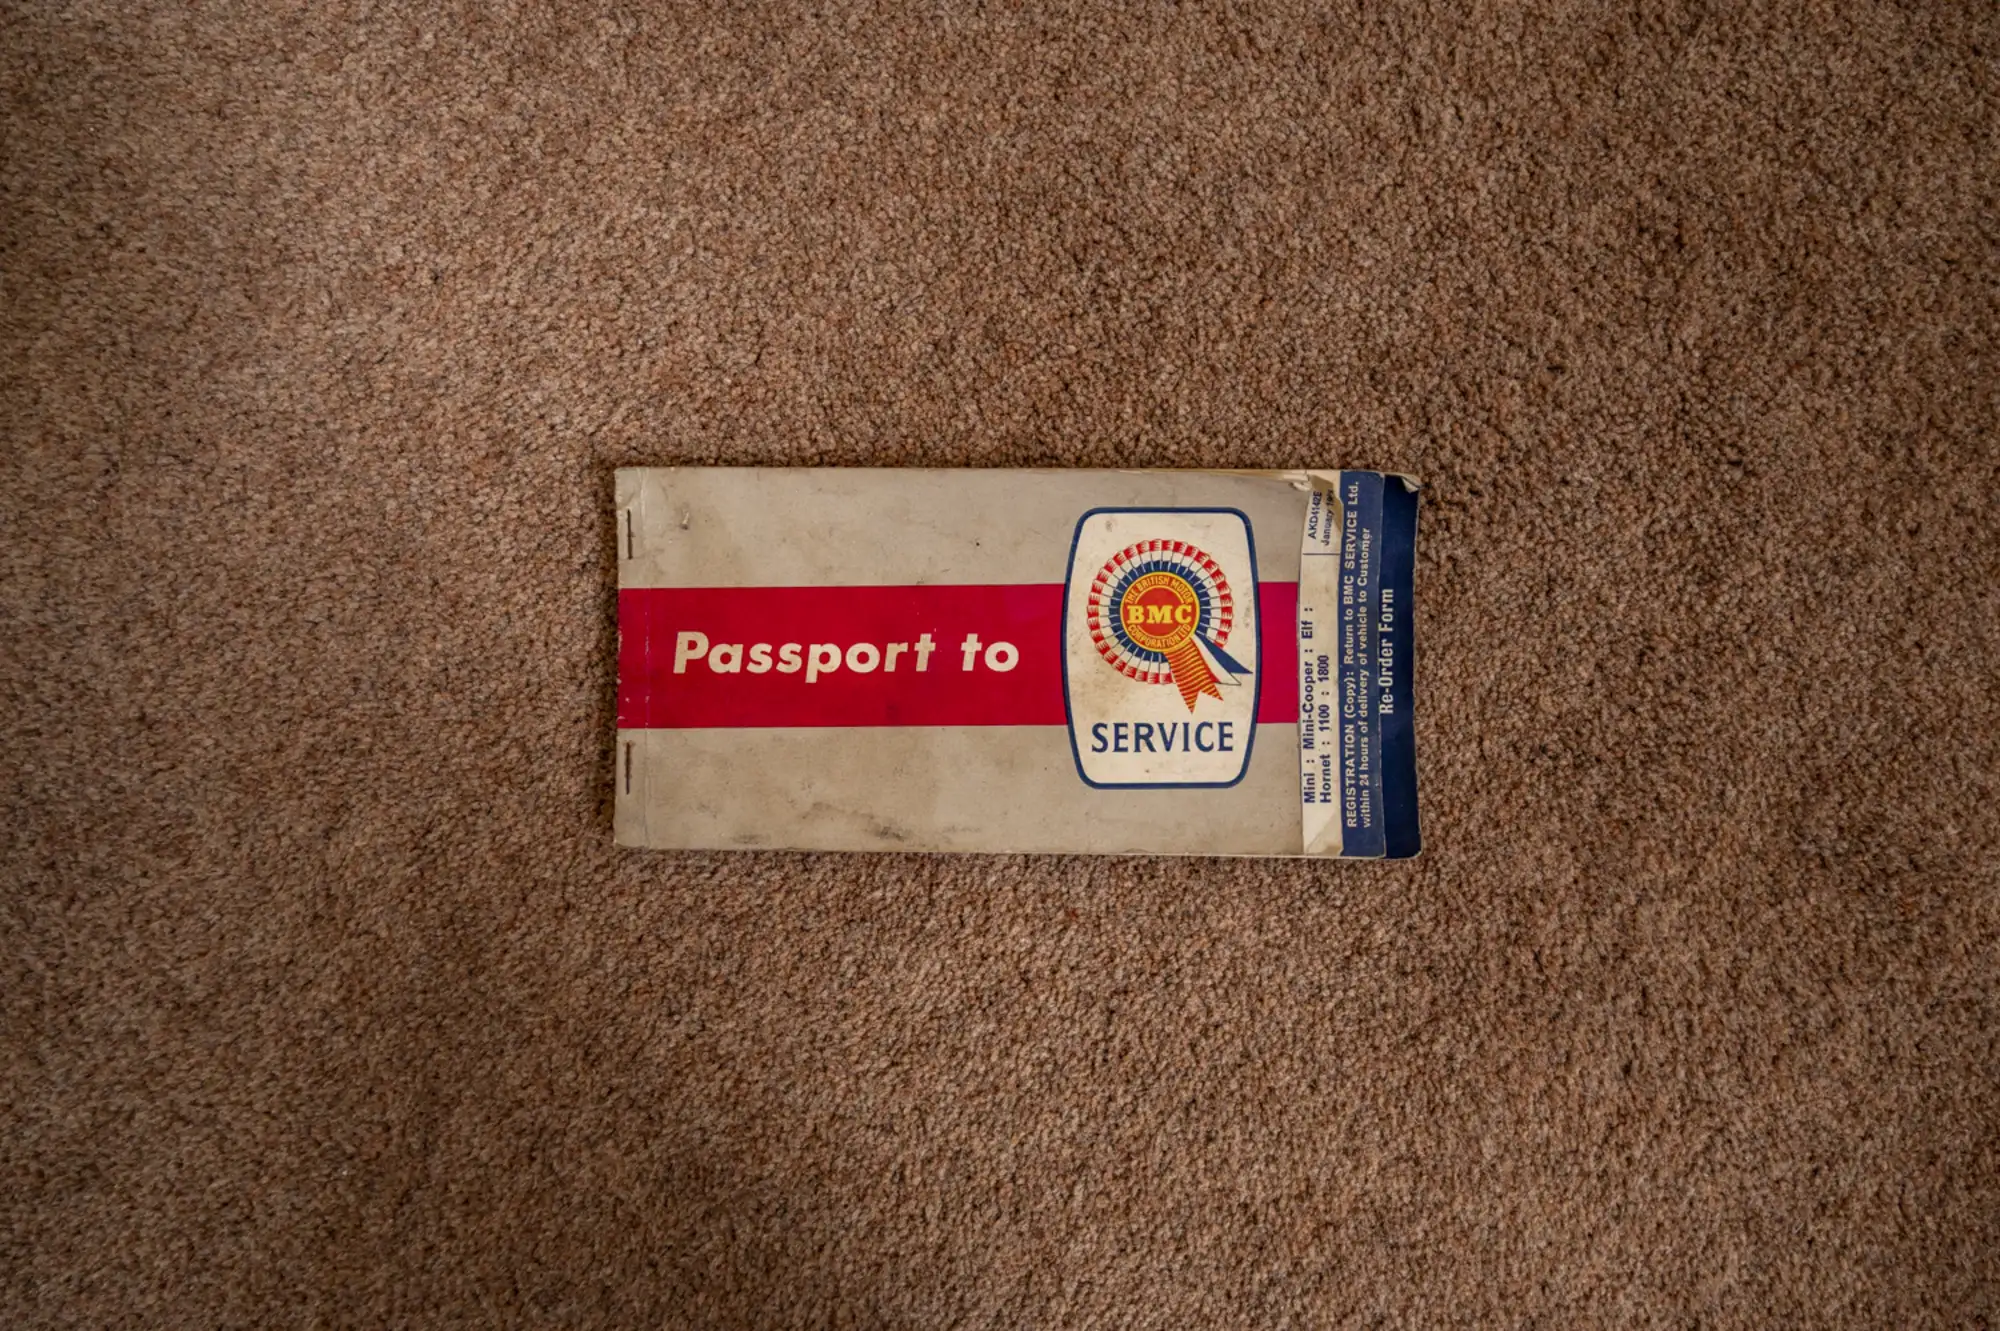 Passport to
THE BRITISH MOTOR
BMC
CORPORATION LTD
SERVICE
Mini : Mini-Cooper : Elf :
Hornet : 1100 : 1800
January
REGISTRATION (Copy): Return to BMC SERVICE Ltd.
within 24 hours of delivery of vehicle to Customer
Re-Order Form